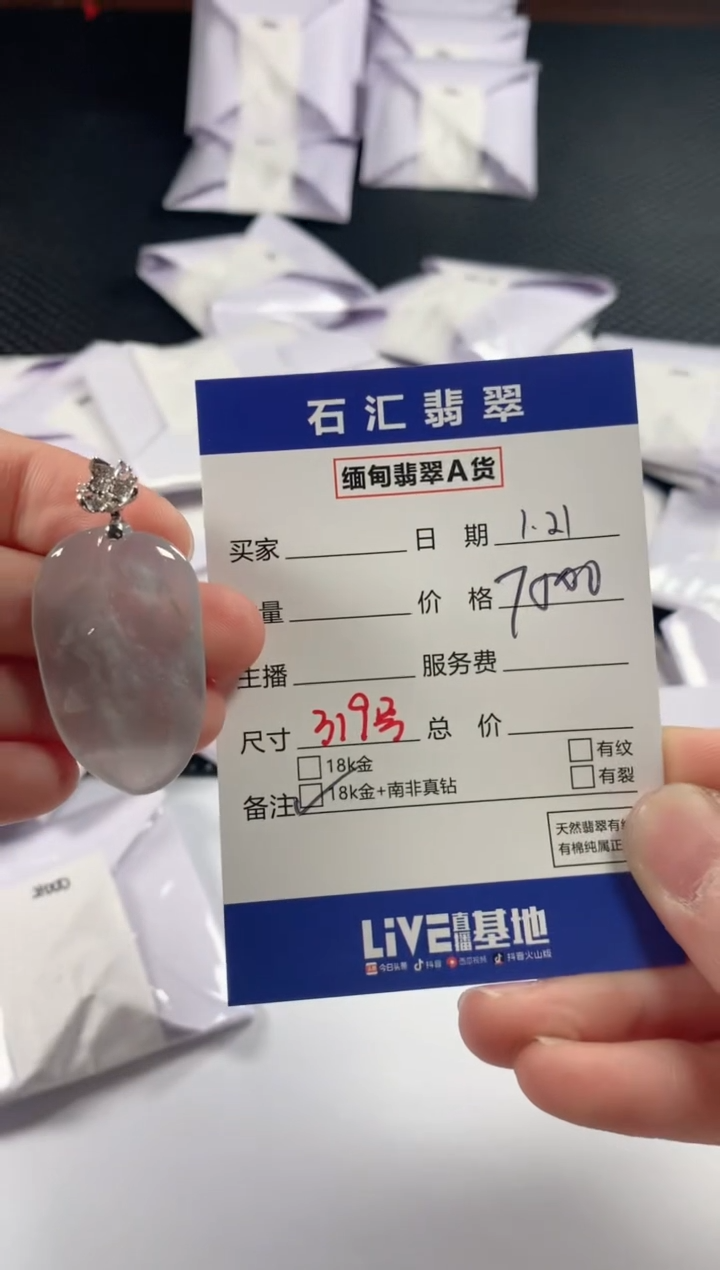 石汇翡翠
缅甸翡翠A货
买家 日期 1.21
量 价格 7000
主播 服务费
尺寸 319号 总价
18k金 有纹
备注 18k金+南非真钻 有裂
天然翡翠有
有棉纯属正
LiVE直播基地
今日头条 抖音 抖音火山版